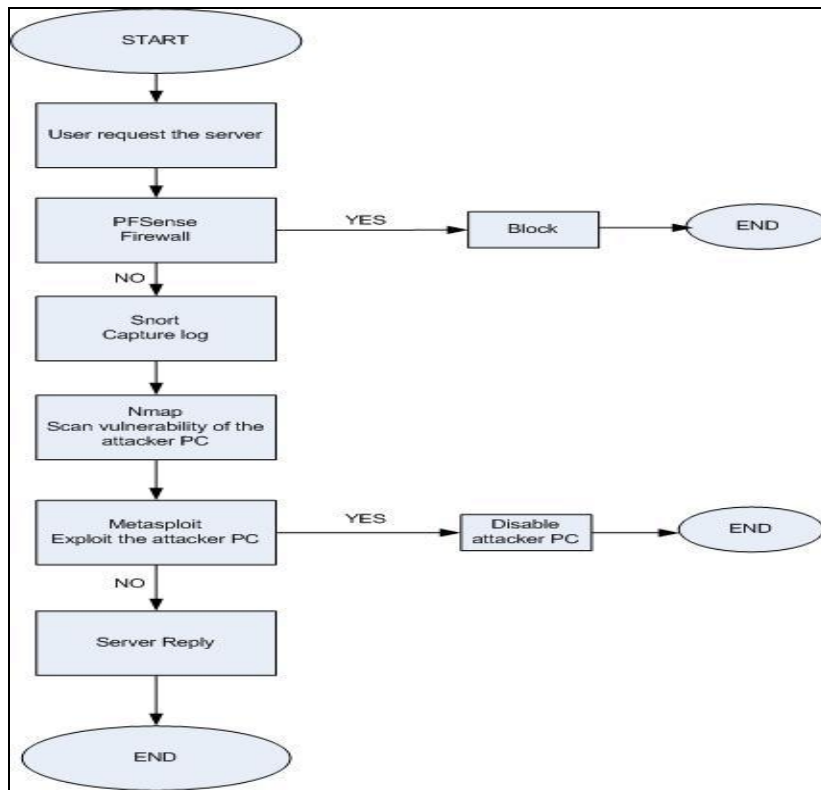 START
User request the server
PFSense
Firewall
YES
Block
END
NO
Snort
Capture log
Nmap
Scan vulnerability of the
attacker PC
Metasploit
Exploit the attacker PC
YES
Disable
attacker PC
END
NO
Server Reply
END